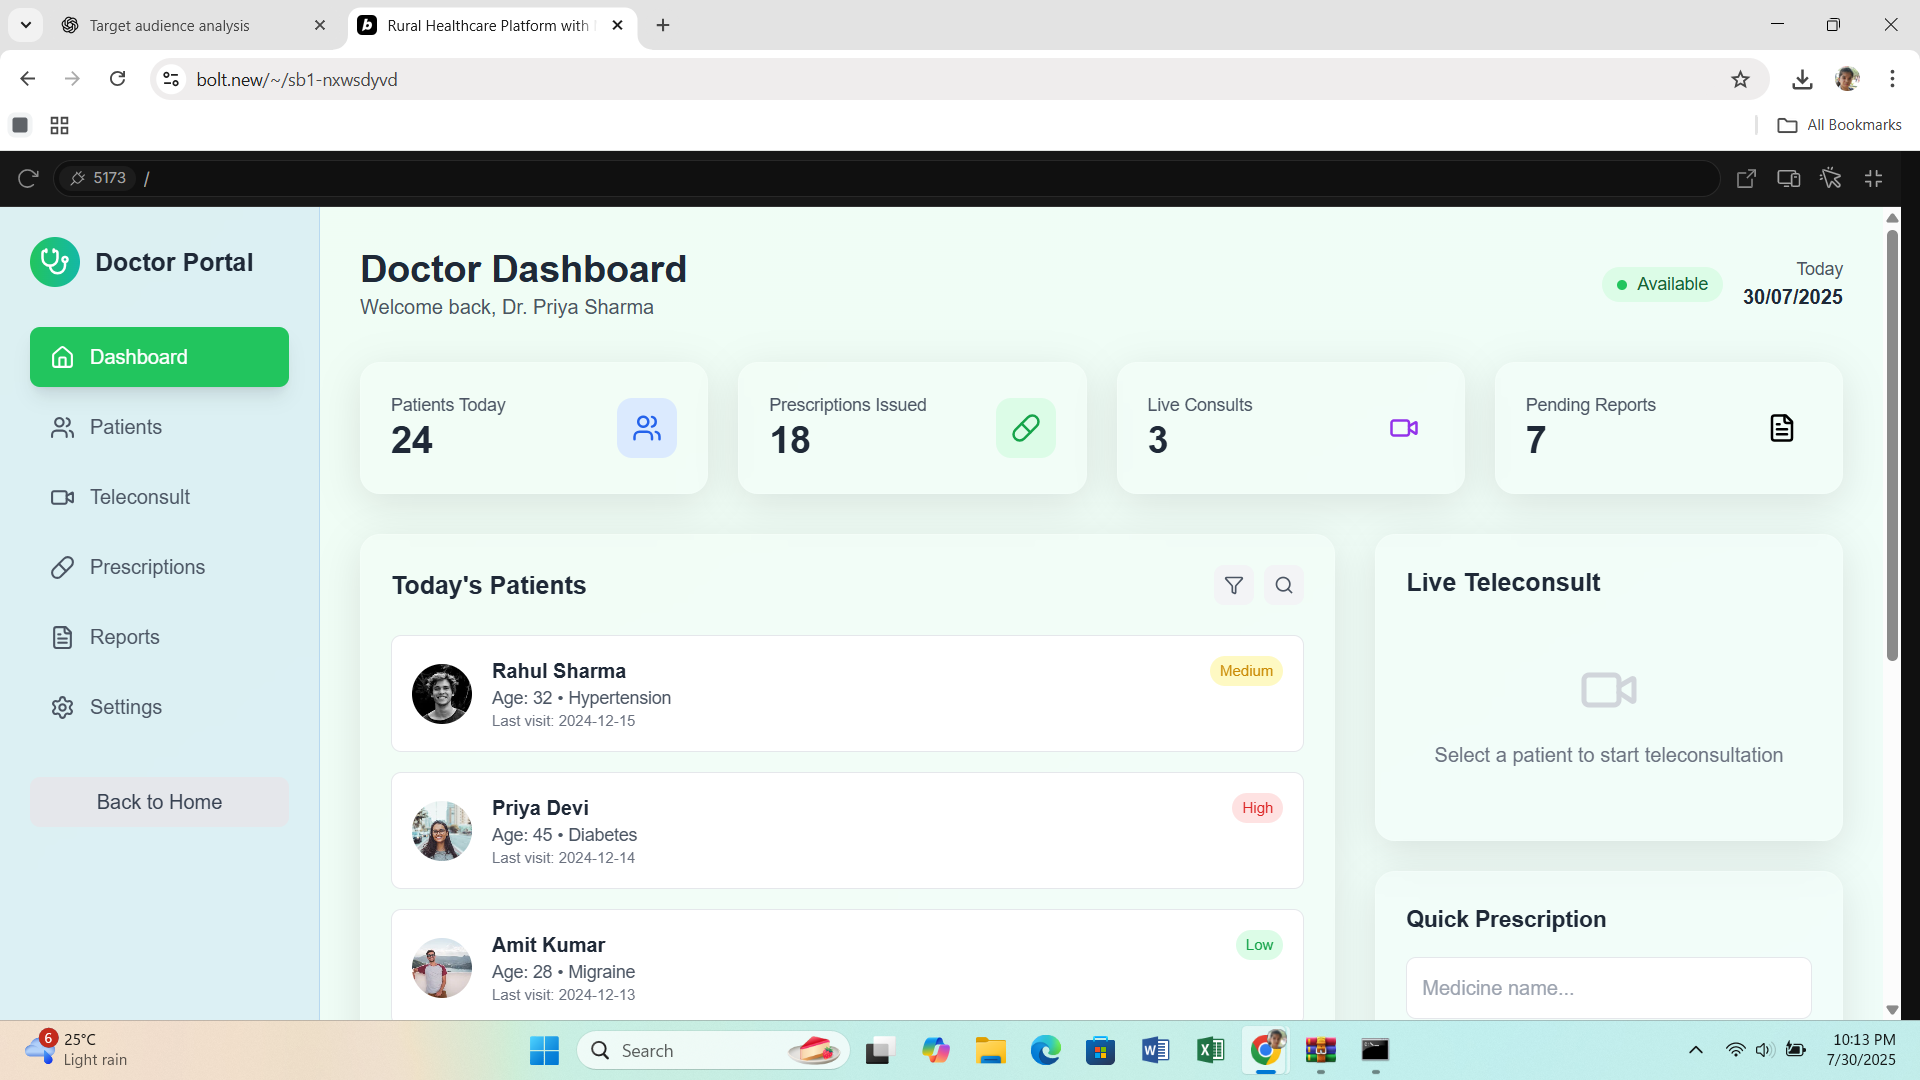 Target audience analysis
Rural Healthcare Platform with
bolt.new/~/sb1-nxwsdyvd
All Bookmarks
5173 /
Doctor Portal
Dashboard
Patients
Teleconsult
Prescriptions
Reports
Settings
Back to Home
Doctor Dashboard
Welcome back, Dr. Priya Sharma
Available
Today
30/07/2025
Patients Today
24
Prescriptions Issued
18
Live Consults
3
Pending Reports
7
Today's Patients
Rahul Sharma
Age: 32 • Hypertension
Last visit: 2024-12-15
Medium
Priya Devi
Age: 45 • Diabetes
Last visit: 2024-12-14
High
Amit Kumar
Age: 28 • Migraine
Last visit: 2024-12-13
Low
Live Teleconsult
Select a patient to start teleconsultation
Quick Prescription
Medicine name...
6
25°C
Light rain
Search
10:13 PM
7/30/2025